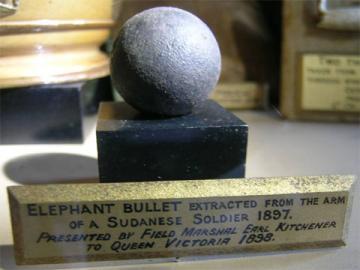 ELEPHANT BULLET EXTRACTED FROM THE ARM
OF A SUDANESE SOLDIER 1897.
PRESENTED BY FIELD MARSHAL EARL KITCHENER
TO QUEEN VICTORIA 1898.